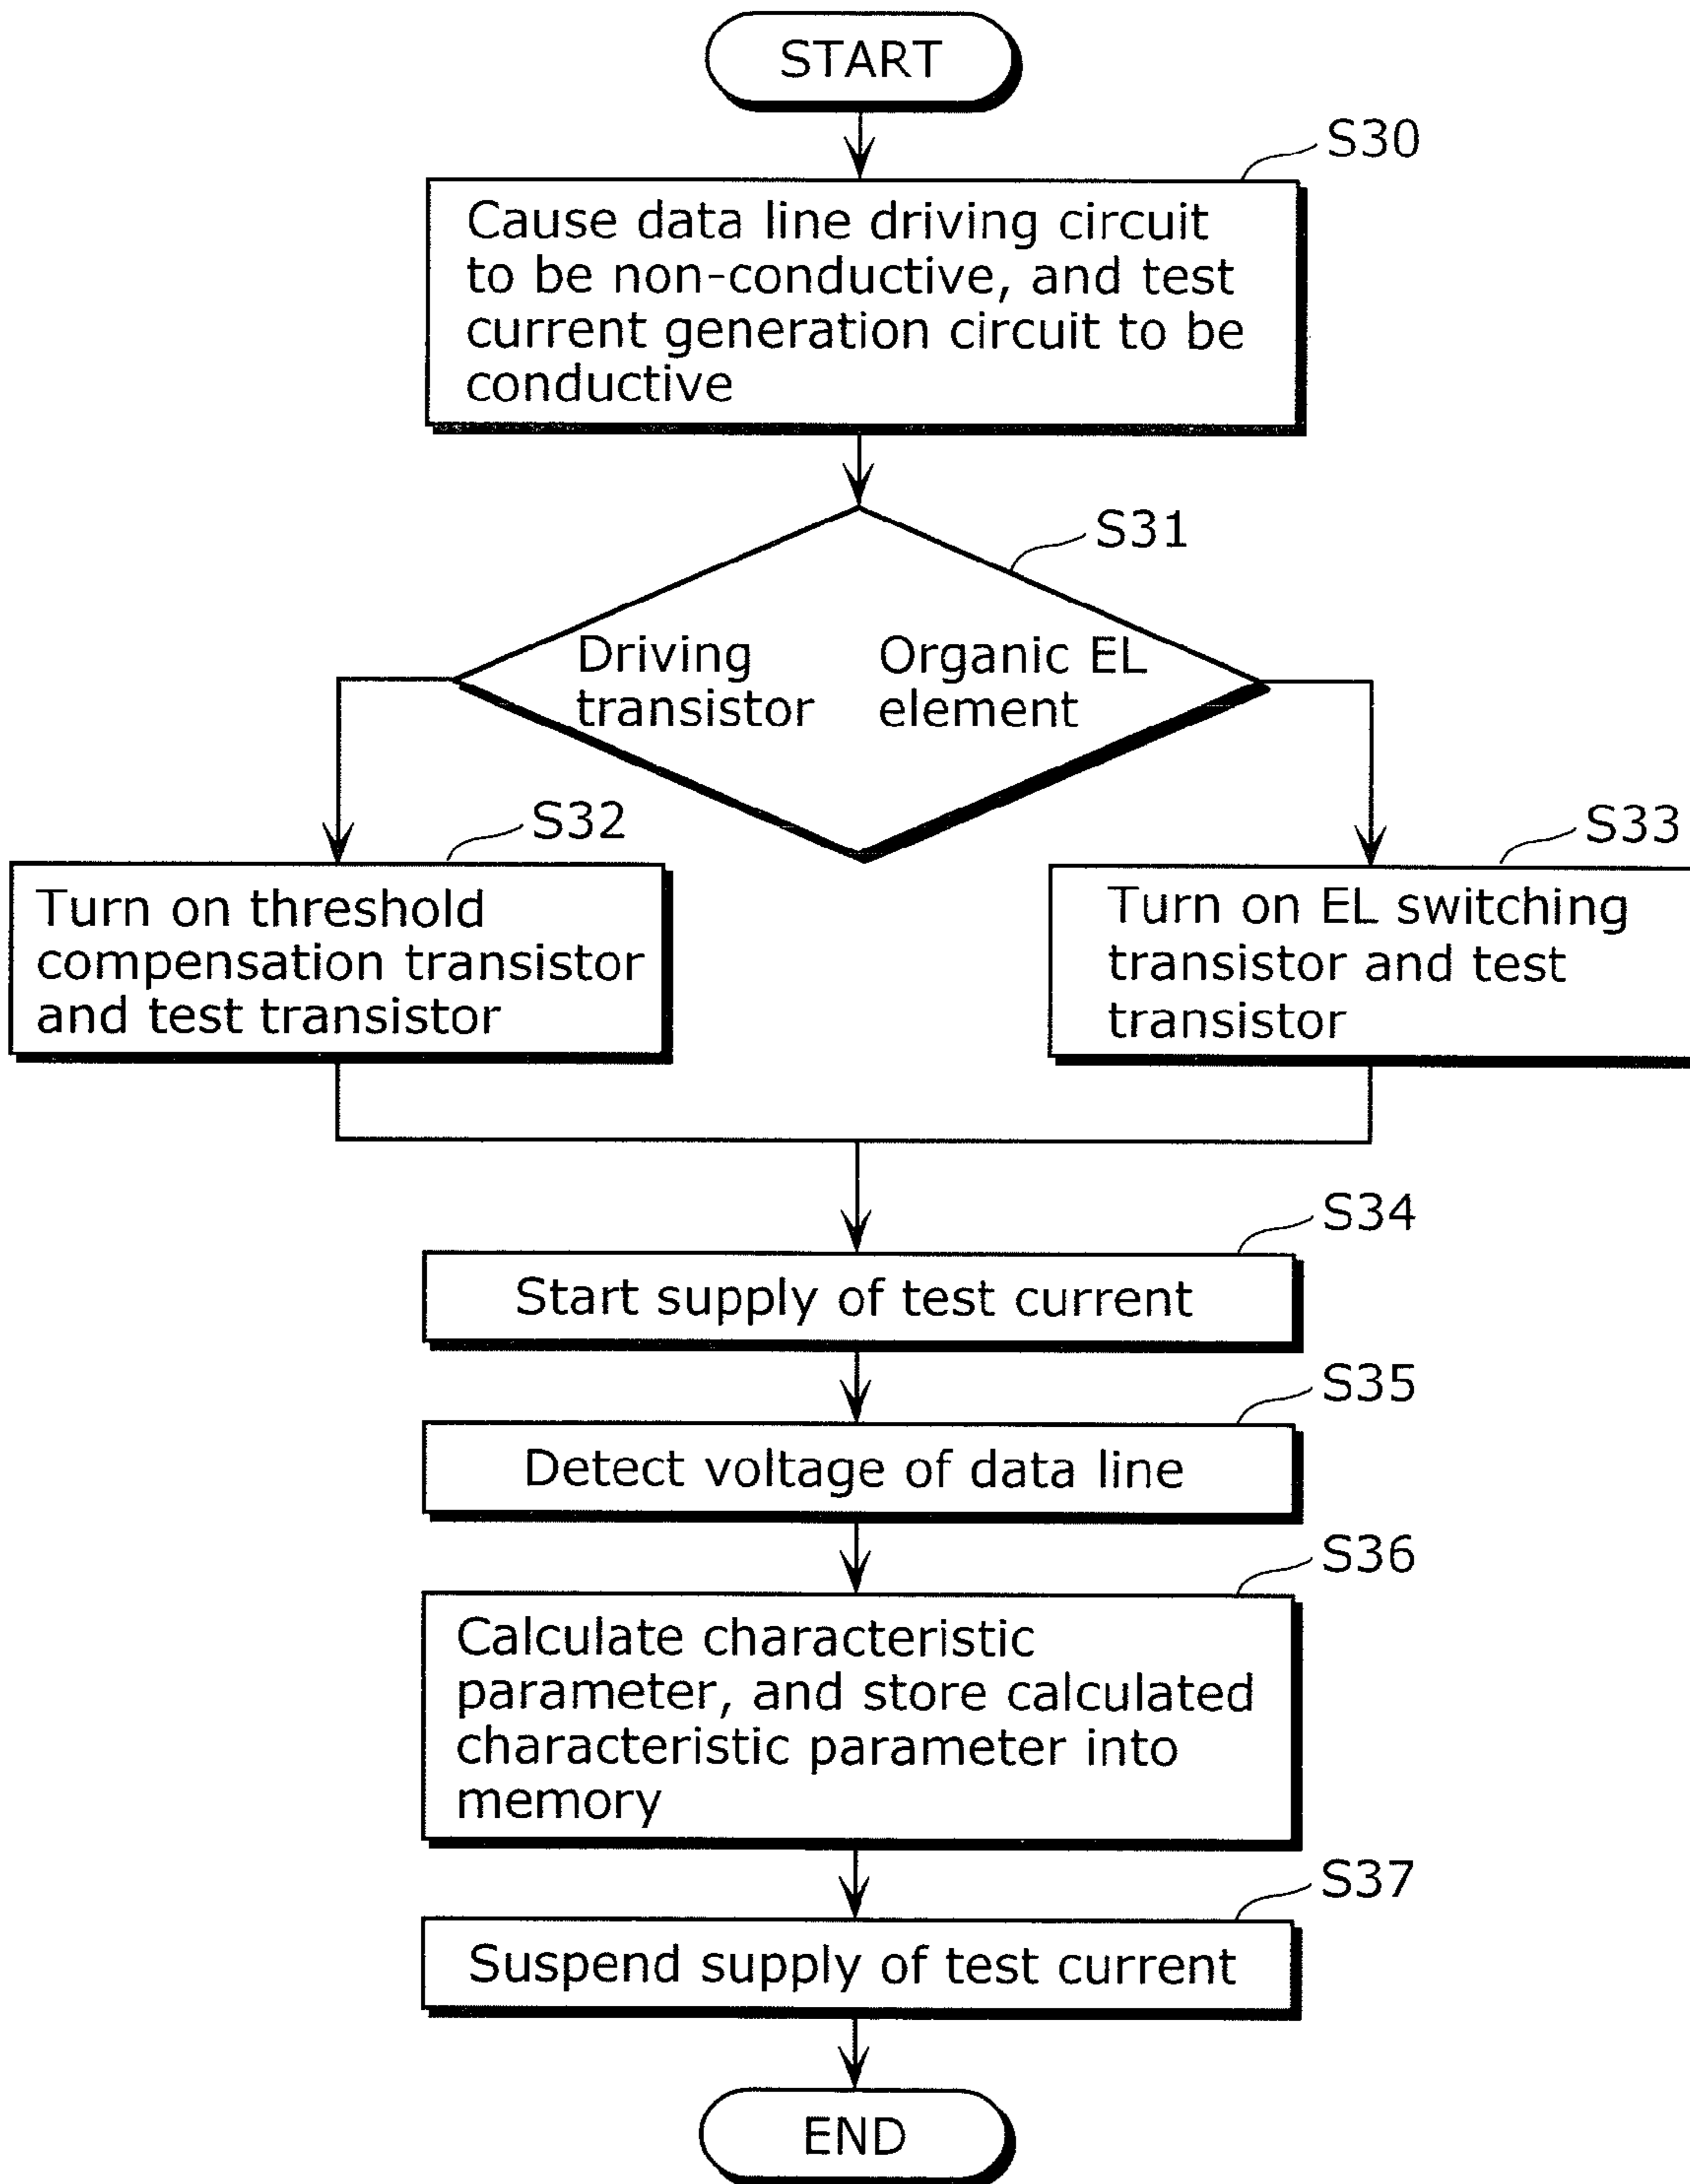 START
S30
Cause data line driving circuit
to be non-conductive, and test
current generation circuit to be
conductive
S31
Driving
transistor
Organic EL
element
S32
Turn on threshold
compensation transistor
and test transistor
S33
Turn on EL switching
transistor and test
transistor
S34
Start supply of test current
S35
Detect voltage of data line
S36
Calculate characteristic
parameter, and store calculated
characteristic parameter into
memory
S37
Suspend supply of test current
END